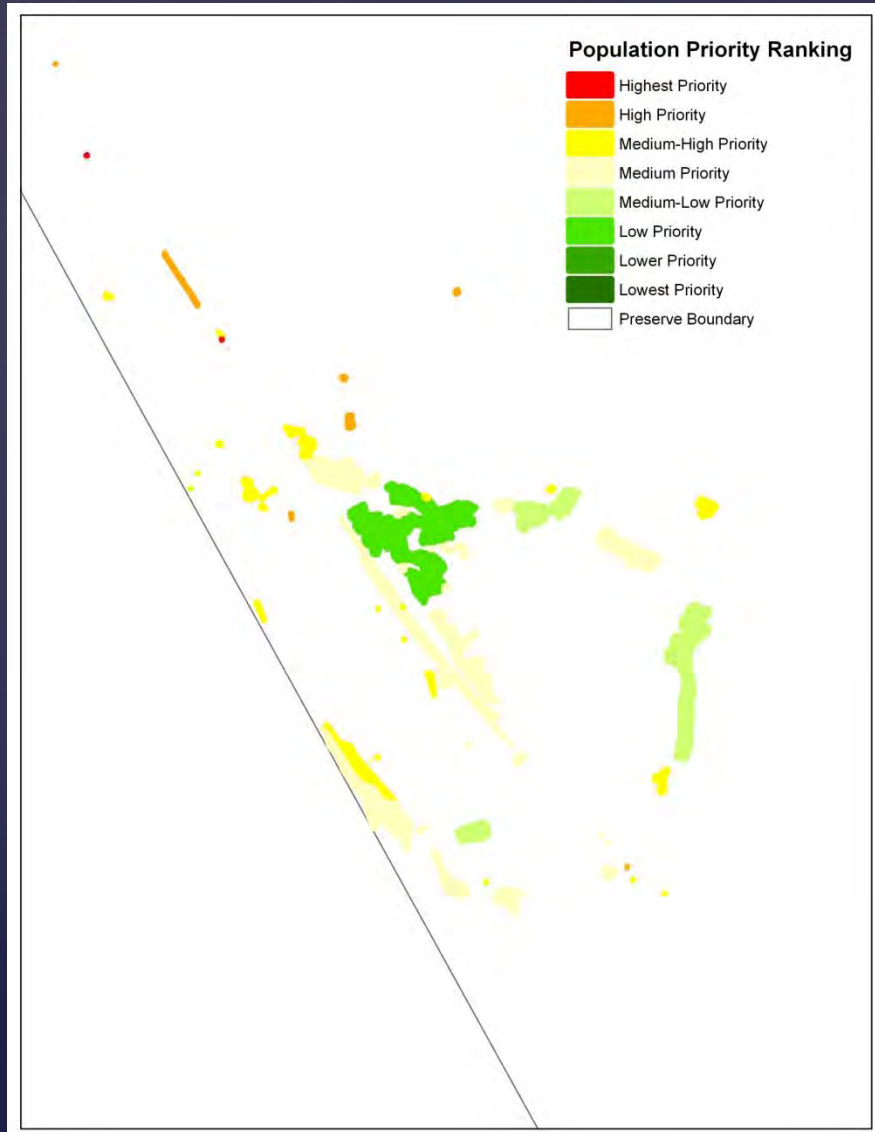 Population Priority Ranking
Highest Priority
High Priority
Medium-High Priority
Medium Priority
Medium-Low Priority
Low Priority
Lower Priority
Lowest Priority
Preserve Boundary